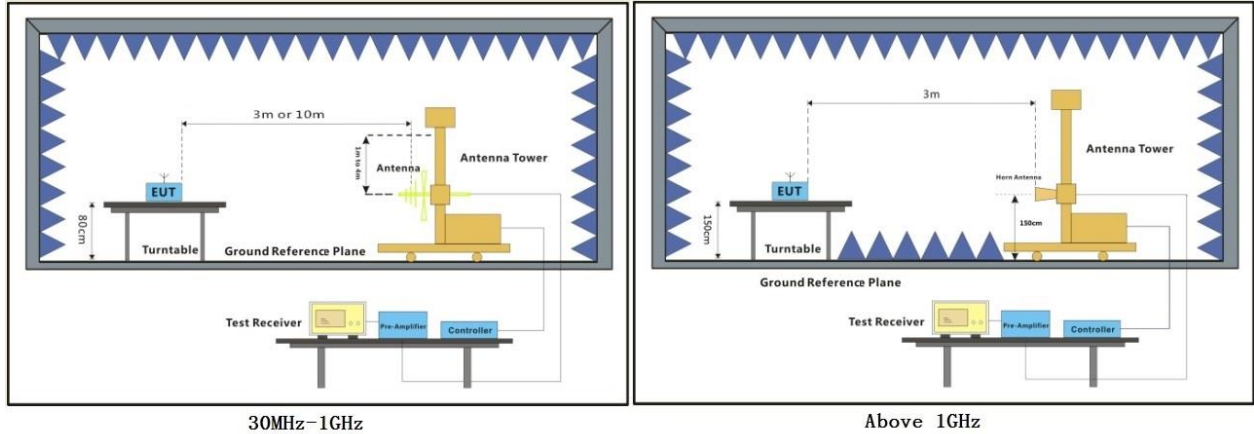 3m or 10m
1m to 4m
Antenna
Antenna Tower
EUT
80cm
Turntable
Ground Reference Plane
Test Receiver
Pre-Amplifier
Controller
30MHz-1GHz
3m
Antenna Tower
Horn Antenna
EUT
150cm
150cm
Turntable
Ground Reference Plane
Test Receiver
Pre-Amplifier
Controller
Above 1GHz